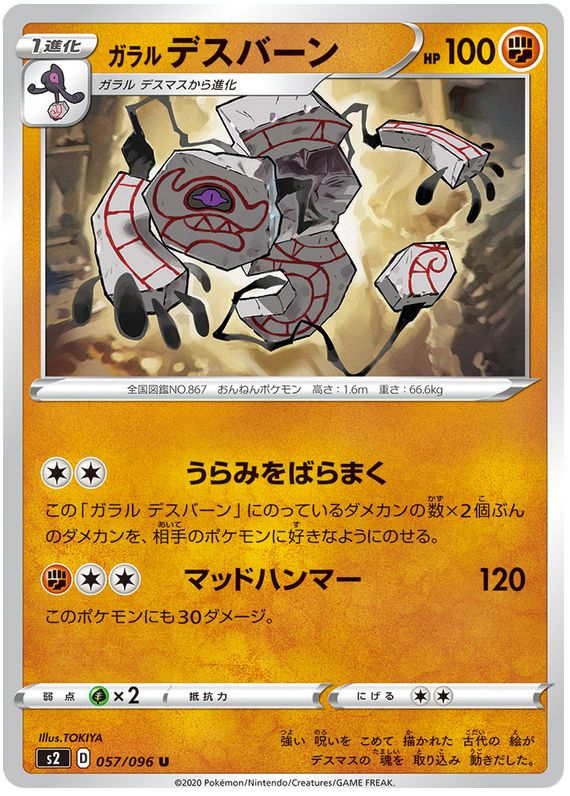 1進化
ガラル デスバーン
HP 100
ガラル デスマスから進化
全国図鑑NO.867 おんねんポケモン 高さ:1.6m 重さ:66.6kg
うらみをばらまく
この「ガラル デスバーン」にのっているダメカンの数×2個ぶん
のダメカンを、相手のポケモンに好きなようにのせる。
マッドハンマー 120
このポケモンにも30ダメージ。
弱点 ×2 抵抗力 にげる
Illus.TOKIYA
強い 呪いを こめて 描かれた 古代の 絵が
デスマスの 魂を 取り込み 動きだした。
s2 D 057/096 U
©2020 Pokémon/Nintendo/Creatures/GAME FREAK.